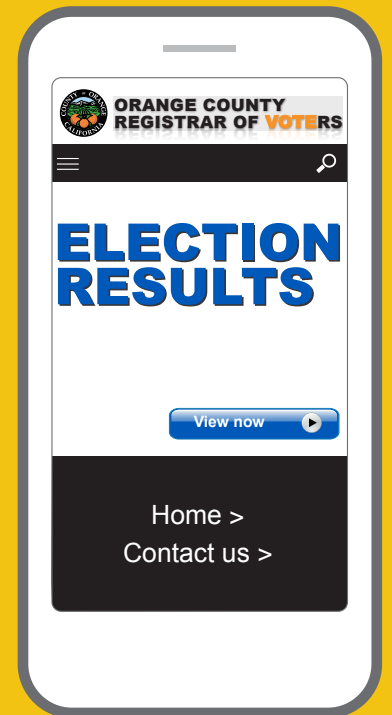 COUNTY OF ORANGE
CALIFORNIA
ORANGE COUNTY
REGISTRAR OF VOTERS
ELECTION
RESULTS
View now
Home >
Contact us >